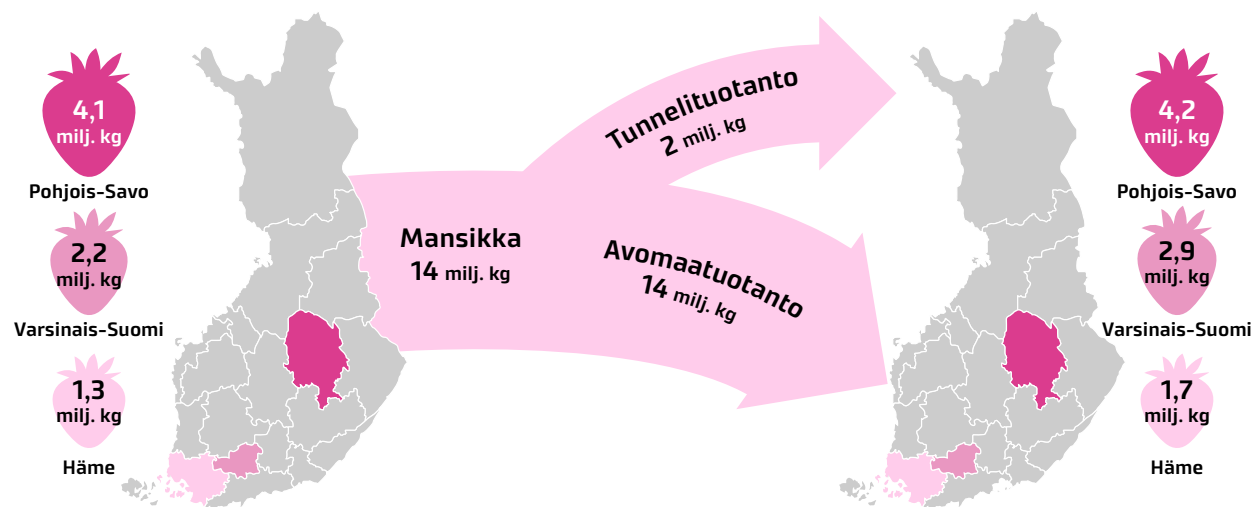 4,1
milj. kg
Pohjois-Savo
2,2
milj. kg
Varsinais-Suomi
1,3
milj. kg
Häme
Mansikka
14 milj. kg
Tunnelituotanto
2 milj. kg
Avomaatuotanto
14 milj. kg
4,2
milj. kg
Pohjois-Savo
2,9
milj. kg
Varsinais-Suomi
1,7
milj. kg
Häme